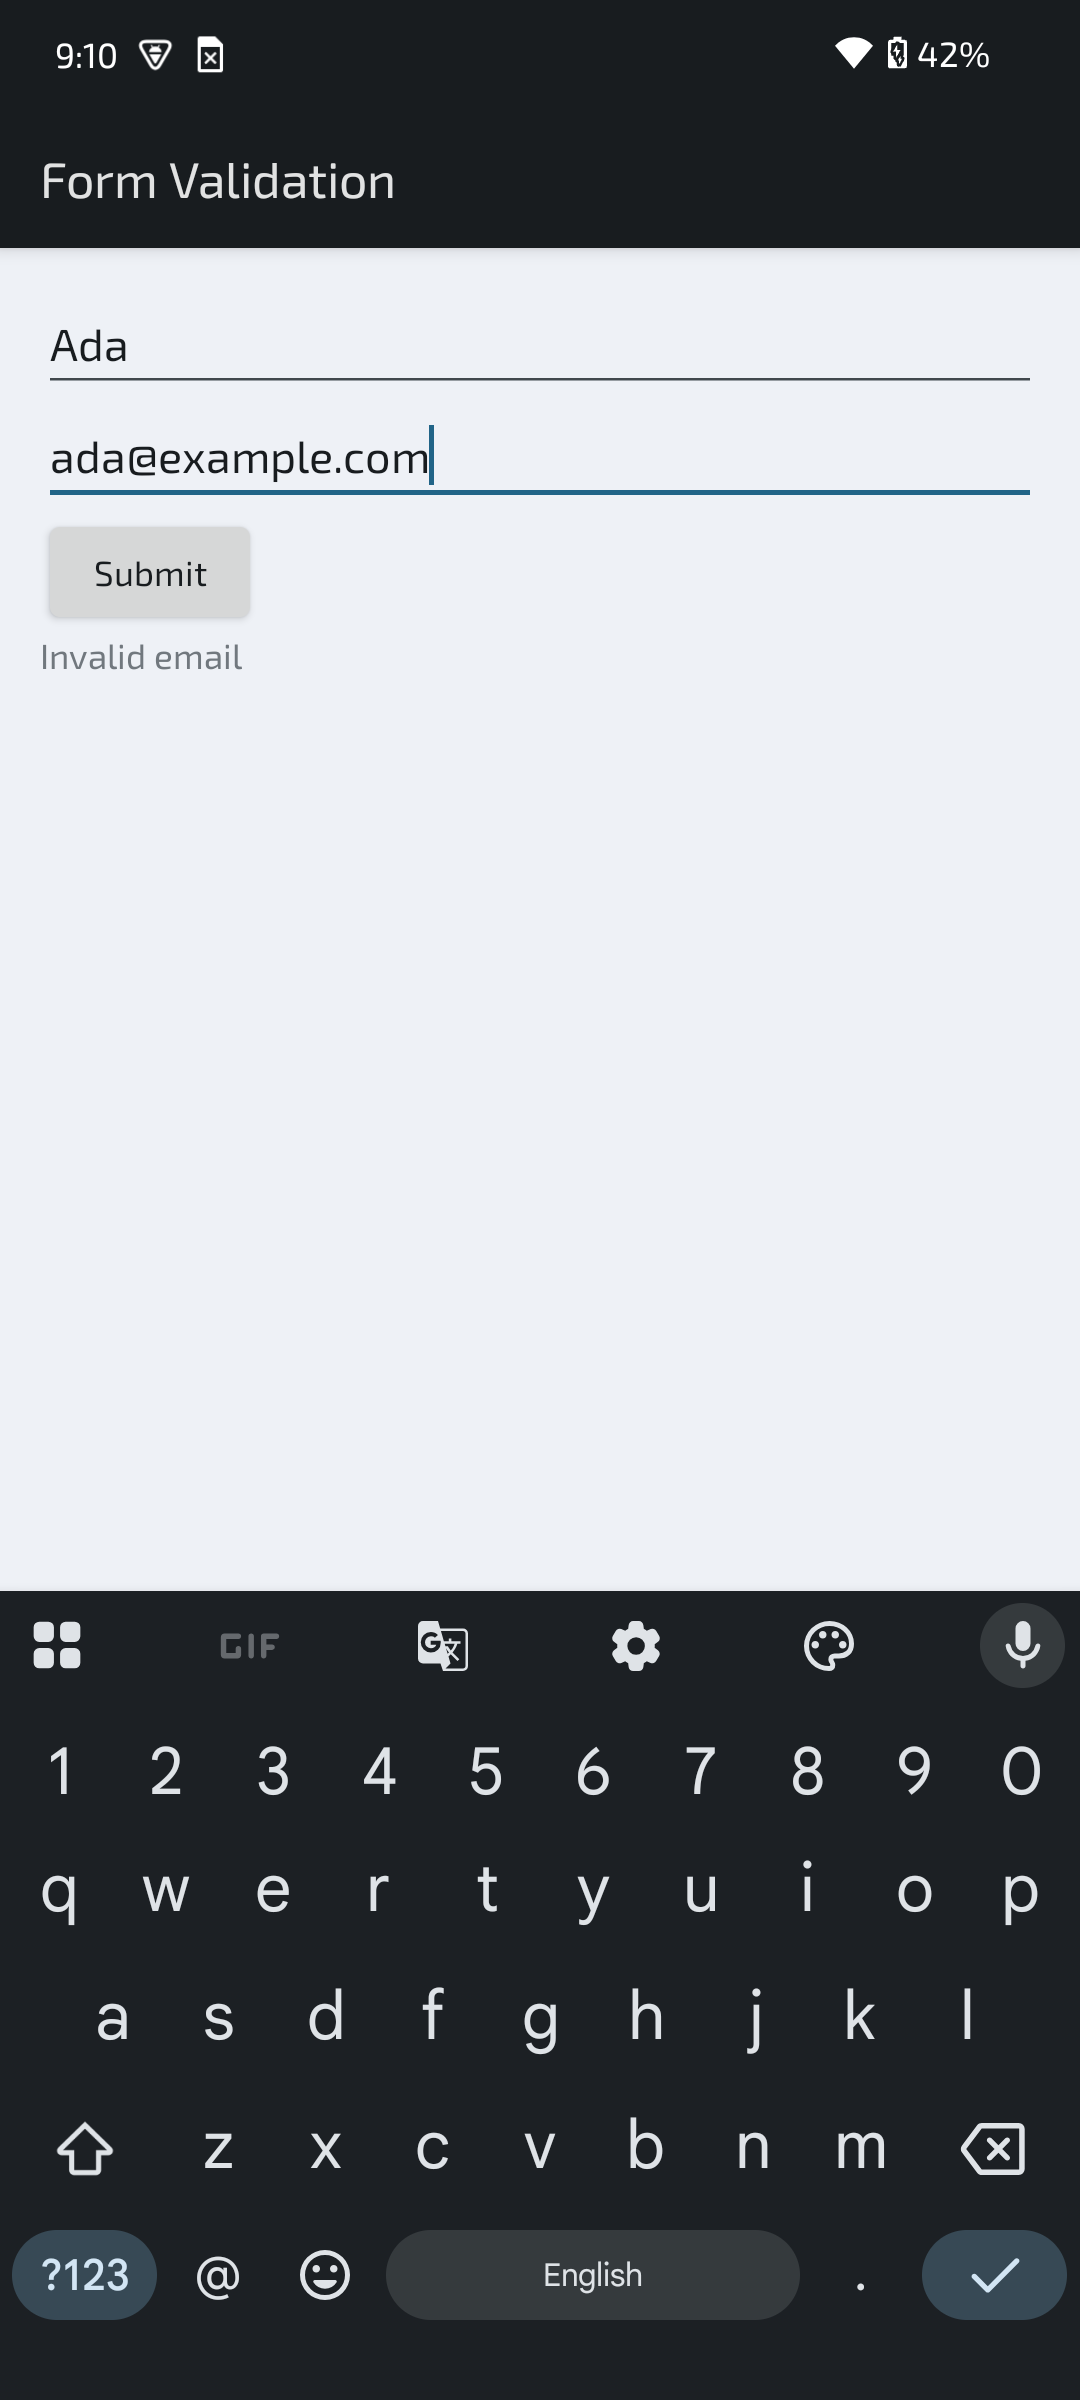 9:10
42%
Form Validation
Ada
ada@example.com
Submit
Invalid email
GIF
1 2 3 4 5 6 7 8 9 0
q w e r t y u i o p
a s d f g h j k l
z x c v b n m
?123 @ English .